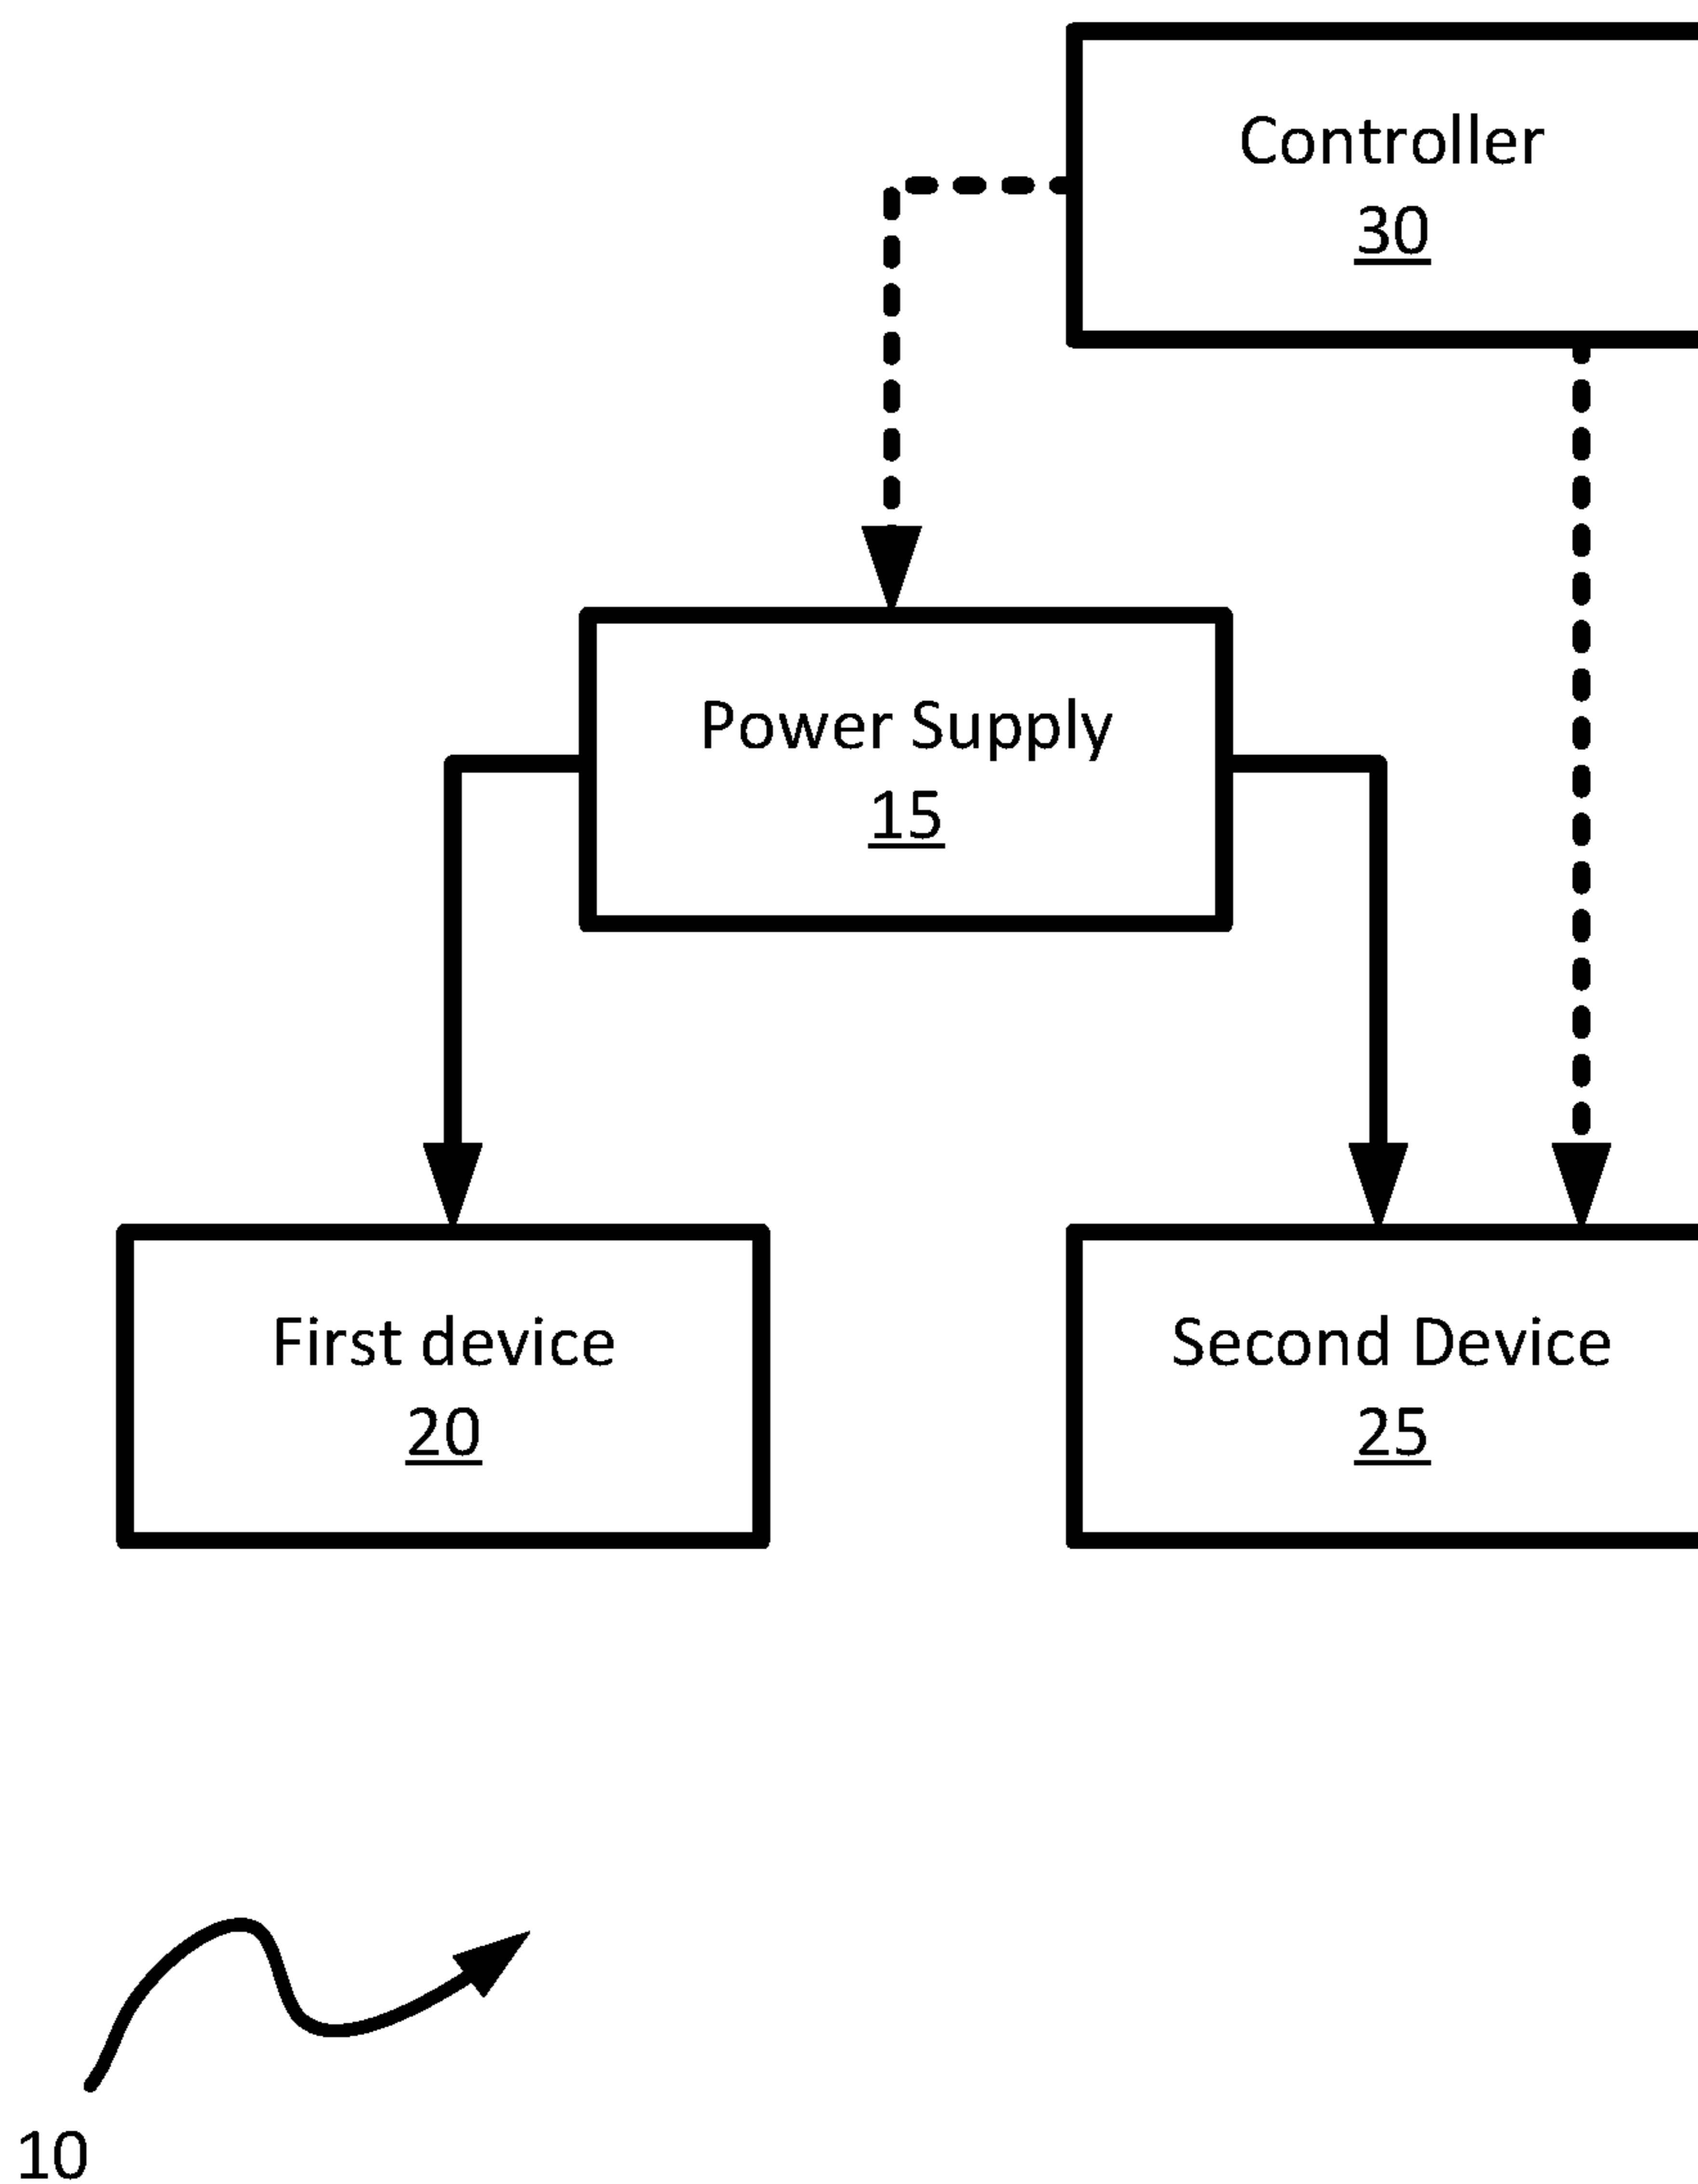 Controller
30
Power Supply
15
First device
20
Second Device
25
10